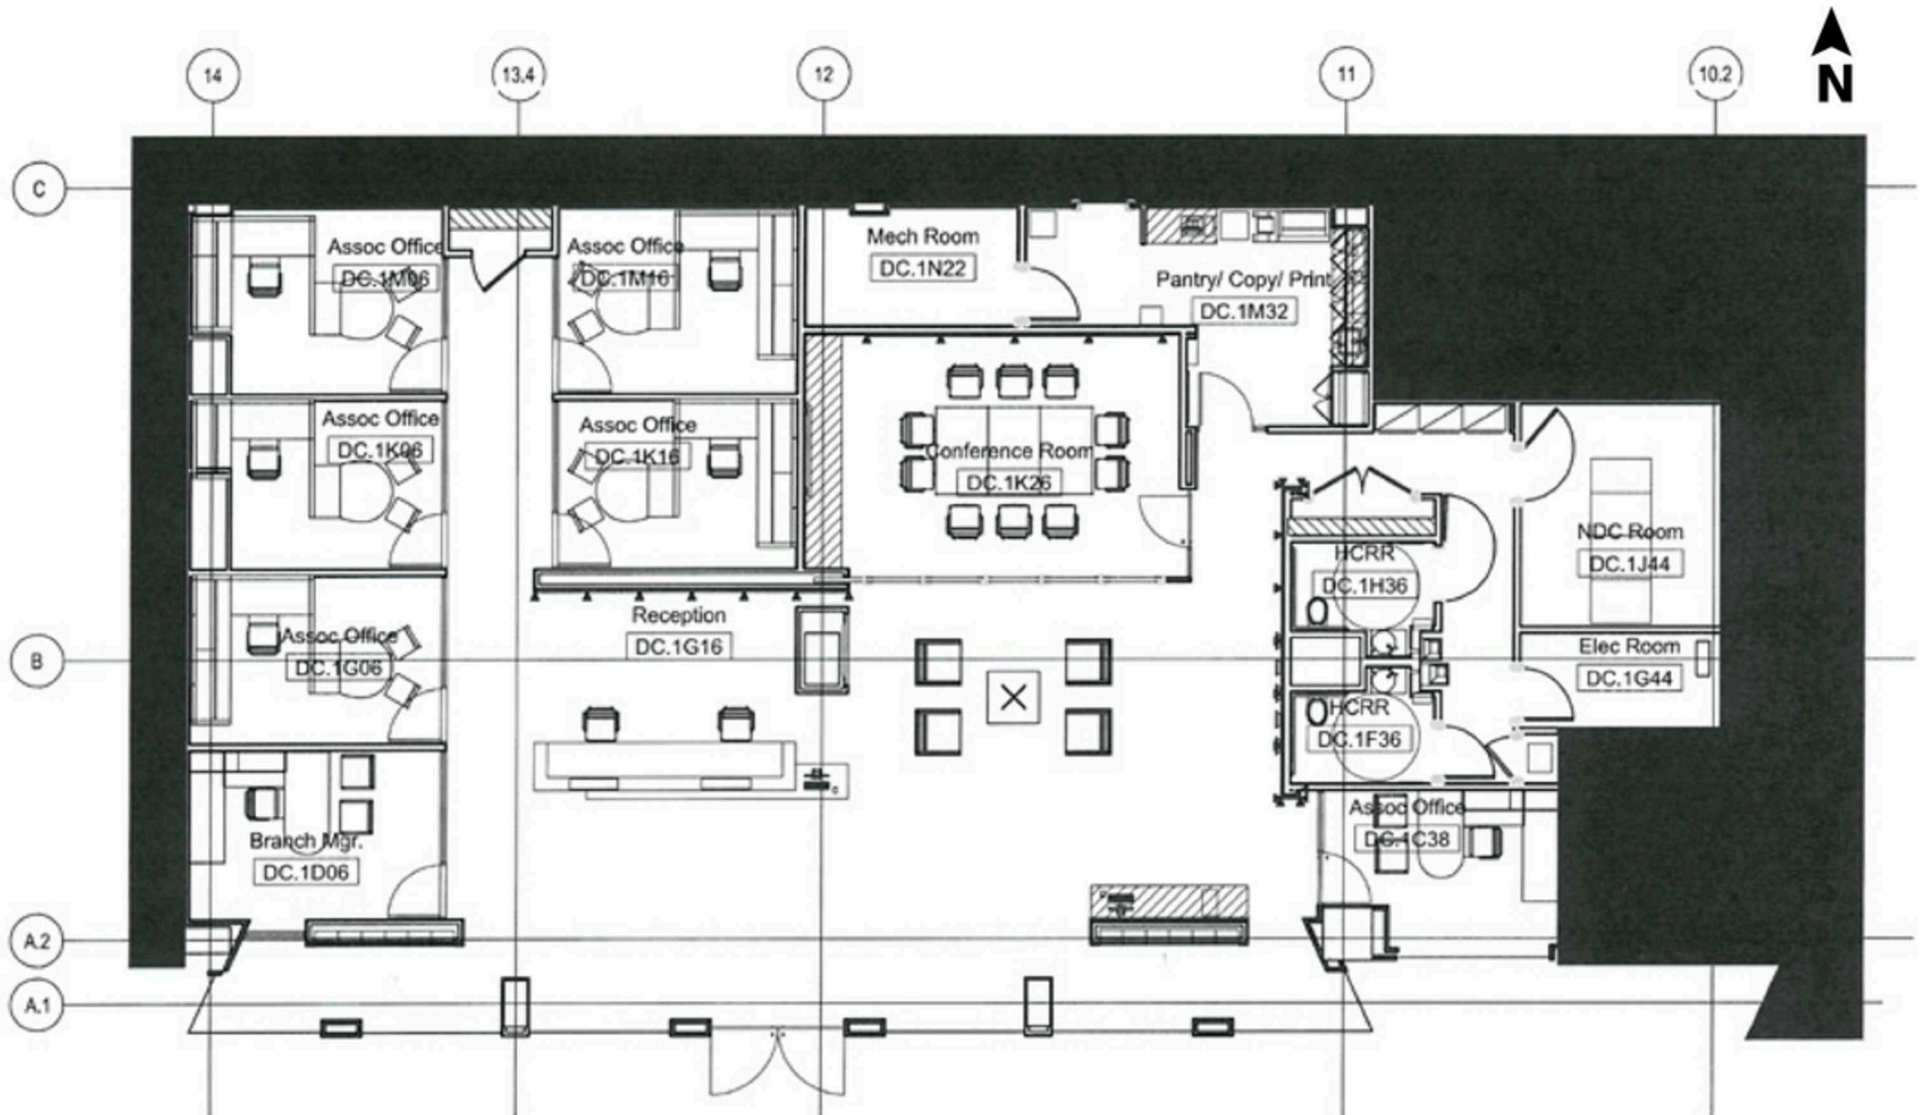 14
13.4
12
11
10.2
N
C
B
A.2
A.1
Assoc Office
DC.1M06
Assoc Office
DC.1M16
Mech Room
DC.1N22
Pantry/ Copy/ Print
DC.1M32
Assoc Office
DC.1K06
Assoc Office
DC.1K16
Conference Room
DC.1K26
NDC Room
DC.1J44
HCRR
DC.1H36
Assoc Office
DC.1G06
Reception
DC.1G16
Elec Room
DC.1G44
HCRR
DC.1F36
Branch Mgr.
DC.1D06
Assoc Office
DC.1C38